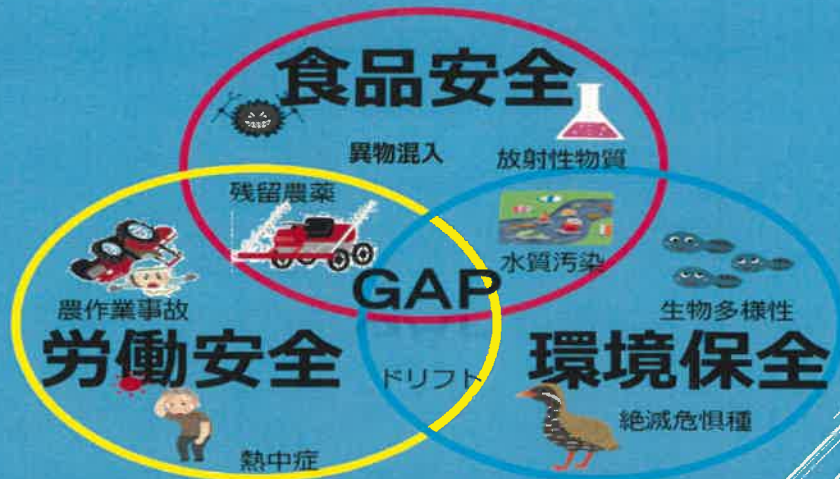 食品安全
異物混入
放射性物質
残留農薬
水質汚染
GAP
農作業事故
生物多様性
労働安全
環境保全
ドリフト
絶滅危惧種
熱中症